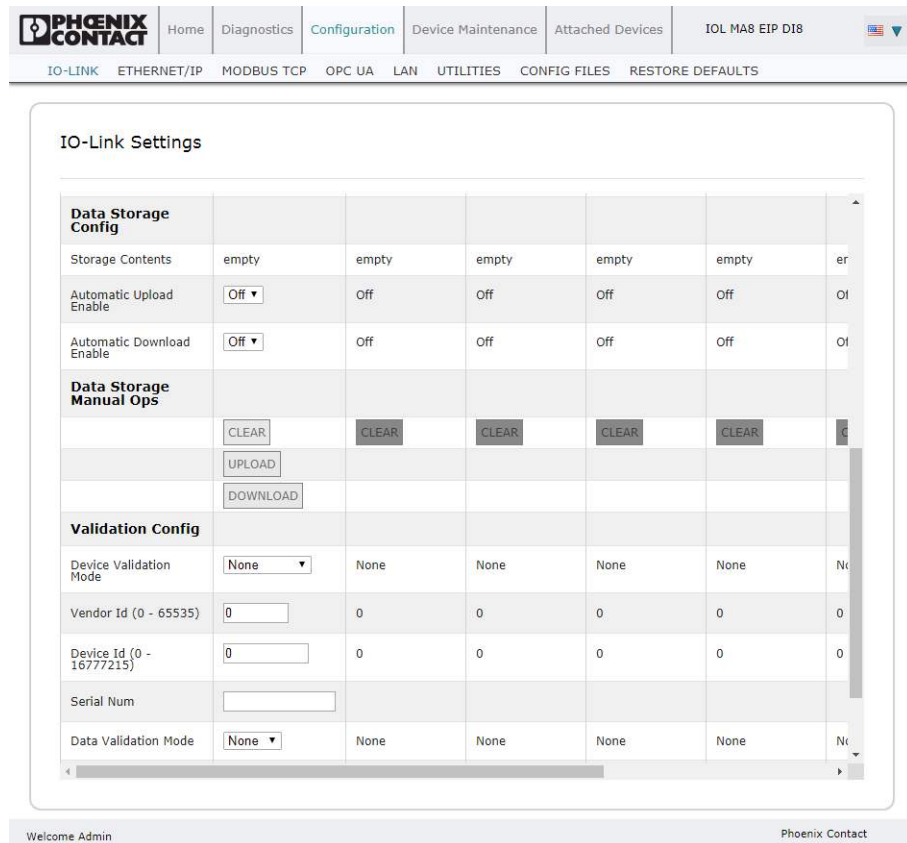 PHŒNIX CONTACT
Home Diagnostics Configuration Device Maintenance Attached Devices IOL MA8 EIP DI8
IO-LINK ETHERNET/IP MODBUS TCP OPC UA LAN UTILITIES CONFIG FILES RESTORE DEFAULTS
IO-Link Settings
Data Storage Config
Storage Contents empty empty empty empty empty
Automatic Upload Enable Off Off Off Off Off
Automatic Download Enable Off Off Off Off Off
Data Storage Manual Ops
CLEAR CLEAR CLEAR CLEAR CLEAR
UPLOAD
DOWNLOAD
Validation Config
Device Validation Mode None None None None None
Vendor Id (0 - 65535) 0 0 0 0 0 0
Device Id (0 - 16777215) 0 0 0 0 0 0
Serial Num
Data Validation Mode None None None None None
Welcome Admin Phoenix Contact